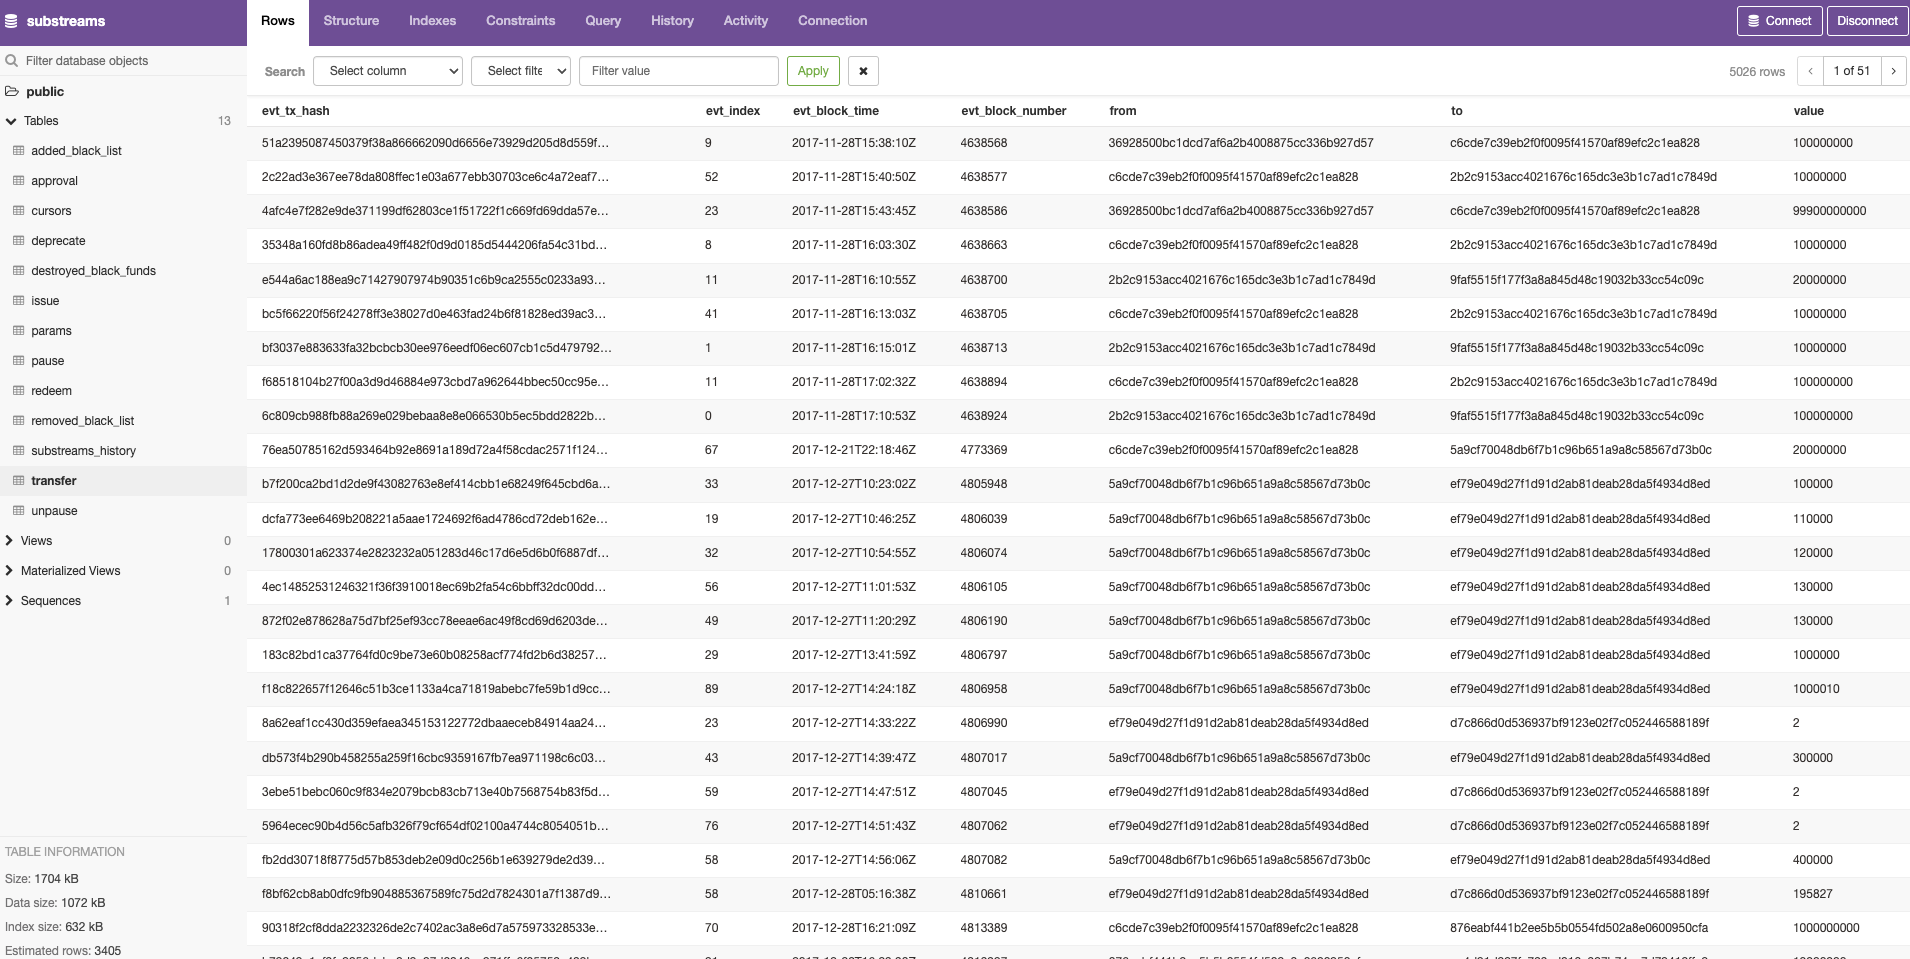 substreams
Rows Structure Indexes Constraints Query History Activity Connection
Connect Disconnect
Filter database objects
Search Select column Select filte Filter value Apply ✖
5026 rows ‹ 1 of 51 ›
public
Tables 13
added_black_list
approval
cursors
deprecate
destroyed_black_funds
issue
params
pause
redeem
removed_black_list
substreams_history
transfer
unpause
Views 0
Materialized Views 0
Sequences 1
TABLE INFORMATION
Size: 1704 kB
Data size: 1072 kB
Index size: 632 kB
Estimated rows: 3405
evt_tx_hash evt_index evt_block_time evt_block_number from to value
51a2395087450379f38a866662090d6656e73929d205d8d559f... 9 2017-11-28T15:38:10Z 4638568 36928500bc1dcd7af6a2b4008875cc336b927d57 c6cde7c39eb2f0f0095f41570af89efc2c1ea828 100000000
2c22ad3e367ee78da808ffec1e03a677ebb30703ce6c4a72eaf7... 52 2017-11-28T15:40:50Z 4638577 c6cde7c39eb2f0f0095f41570af89efc2c1ea828 2b2c9153acc4021676c165dc3e3b1c7ad1c7849d 10000000
4afc4e7f282e9de371199df62803ce1f51722f1c669fd69dda57e... 23 2017-11-28T15:43:45Z 4638586 36928500bc1dcd7af6a2b4008875cc336b927d57 c6cde7c39eb2f0f0095f41570af89efc2c1ea828 99900000000
35348a160fd8b86adea49ff482f0d9d0185d5444206fa54c31bd... 8 2017-11-28T16:03:30Z 4638663 c6cde7c39eb2f0f0095f41570af89efc2c1ea828 2b2c9153acc4021676c165dc3e3b1c7ad1c7849d 10000000
e544a6ac188ea9c71427907974b90351c6b9ca2555c0233a93... 11 2017-11-28T16:10:55Z 4638700 2b2c9153acc4021676c165dc3e3b1c7ad1c7849d 9faf5515f177f3a8a845d48c19032b33cc54c09c 20000000
bc5f66220f56f24278ff3e38027d0e463fad24b6f81828ed39ac3... 41 2017-11-28T16:13:03Z 4638705 c6cde7c39eb2f0f0095f41570af89efc2c1ea828 2b2c9153acc4021676c165dc3e3b1c7ad1c7849d 10000000
bf3037e883633fa32bcbcb30ee976eedf06ec607cb1c5d479792... 1 2017-11-28T16:15:01Z 4638713 2b2c9153acc4021676c165dc3e3b1c7ad1c7849d 9faf5515f177f3a8a845d48c19032b33cc54c09c 10000000
f68518104b27f00a3d9d46884e973cbd7a962644bbec50cc95e... 11 2017-11-28T17:02:32Z 4638894 c6cde7c39eb2f0f0095f41570af89efc2c1ea828 2b2c9153acc4021676c165dc3e3b1c7ad1c7849d 100000000
6c809cb988fb88a269e029bebaa8e8e066530b5ec5bdd2822b... 0 2017-11-28T17:10:53Z 4638924 2b2c9153acc4021676c165dc3e3b1c7ad1c7849d 9faf5515f177f3a8a845d48c19032b33cc54c09c 100000000
76ea50785162d593464b92e8691a189d72a4f58cdac2571f124... 67 2017-12-21T22:18:46Z 4773369 c6cde7c39eb2f0f0095f41570af89efc2c1ea828 5a9cf70048db6f7b1c96b651a9a8c58567d73b0c 20000000
b7f200ca2bd1d2de9f43082763e8ef414cbb1e68249f645cbd6a... 33 2017-12-27T10:23:02Z 4805948 5a9cf70048db6f7b1c96b651a9a8c58567d73b0c ef79e049d27f1d91d2ab81deab28da5f4934d8ed 100000
dcfa773ee6469b208221a5aae1724692f6ad4786cd72deb162e... 19 2017-12-27T10:46:25Z 4806039 5a9cf70048db6f7b1c96b651a9a8c58567d73b0c ef79e049d27f1d91d2ab81deab28da5f4934d8ed 110000
17800301a623374e2823232a051283d46c17d6e5d6b0f6887df... 32 2017-12-27T10:54:55Z 4806074 5a9cf70048db6f7b1c96b651a9a8c58567d73b0c ef79e049d27f1d91d2ab81deab28da5f4934d8ed 120000
4ec14852531246321f36f3910018ec69b2fa54c6bbff32dc00dd... 56 2017-12-27T11:01:53Z 4806105 5a9cf70048db6f7b1c96b651a9a8c58567d73b0c ef79e049d27f1d91d2ab81deab28da5f4934d8ed 130000
872f02e878628a75d7bf25ef93cc78eeae6ac49f8cd69d6203de... 49 2017-12-27T11:20:29Z 4806190 5a9cf70048db6f7b1c96b651a9a8c58567d73b0c ef79e049d27f1d91d2ab81deab28da5f4934d8ed 130000
183c82bd1ca37764fd0c9be73e60b08258acf774fd2b6d38257... 29 2017-12-27T13:41:59Z 4806797 5a9cf70048db6f7b1c96b651a9a8c58567d73b0c ef79e049d27f1d91d2ab81deab28da5f4934d8ed 1000000
f18c822657f12646c51b3ce1133a4ca71819abebc7fe59b1d9cc... 89 2017-12-27T14:24:18Z 4806958 5a9cf70048db6f7b1c96b651a9a8c58567d73b0c ef79e049d27f1d91d2ab81deab28da5f4934d8ed 1000010
8a62eaf1cc430d359efaea345153122772dbaaeceb84914aa24... 23 2017-12-27T14:33:22Z 4806990 ef79e049d27f1d91d2ab81deab28da5f4934d8ed d7c866d0d536937bf9123e02f7c052446588189f 2
db573f4b290b458255a259f16cbc9359167fb7ea971198c6c03... 43 2017-12-27T14:39:47Z 4807017 5a9cf70048db6f7b1c96b651a9a8c58567d73b0c ef79e049d27f1d91d2ab81deab28da5f4934d8ed 300000
3ebe51bebc060c9f834e2079bcb83cb713e40b7568754b83f5d... 59 2017-12-27T14:47:51Z 4807045 ef79e049d27f1d91d2ab81deab28da5f4934d8ed d7c866d0d536937bf9123e02f7c052446588189f 2
5964ecec90b4d56c5afb326f79cf654df02100a4744c8054051b... 76 2017-12-27T14:51:43Z 4807062 ef79e049d27f1d91d2ab81deab28da5f4934d8ed d7c866d0d536937bf9123e02f7c052446588189f 2
fb2dd30718f8775d57b853deb2e09d0c256b1e639279de2d39... 58 2017-12-27T14:56:06Z 4807082 5a9cf70048db6f7b1c96b651a9a8c58567d73b0c ef79e049d27f1d91d2ab81deab28da5f4934d8ed 400000
f8bf62cb8ab0dfc9fb904885367589fc75d2d7824301a7f1387d9... 58 2017-12-28T05:16:38Z 4810661 ef79e049d27f1d91d2ab81deab28da5f4934d8ed d7c866d0d536937bf9123e02f7c052446588189f 195827
90318f2cf8dda2232326de2c7402ac3a8e6d7a575973328533e... 70 2017-12-28T16:21:09Z 4813389 c6cde7c39eb2f0f0095f41570af89efc2c1ea828 876eabf441b2ee5b5b0554fd502a8e0600950cfa 1000000000